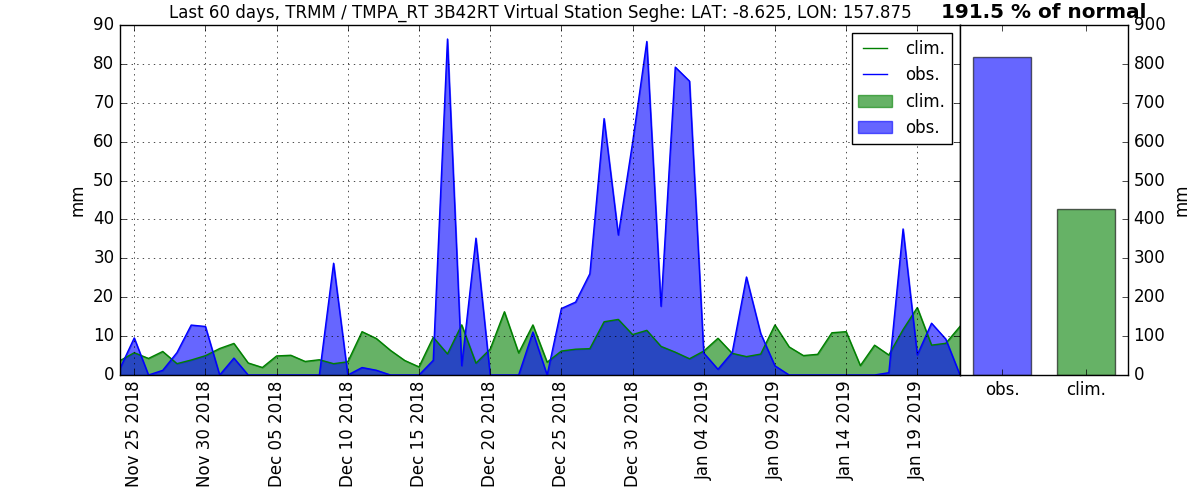 Last 60 days, TRMM / TMPA_RT 3B42RT Virtual Station Seghe: LAT: -8.625, LON: 157.875
191.5 % of normal
90
80
70
60
50
40
30
20
10
0
mm
clim.
obs.
clim.
obs.
Nov 25 2018
Nov 30 2018
Dec 05 2018
Dec 10 2018
Dec 15 2018
Dec 20 2018
Dec 25 2018
Dec 30 2018
Jan 04 2019
Jan 09 2019
Jan 14 2019
Jan 19 2019
900
800
700
600
500
400
300
200
100
0
mm
obs.
clim.